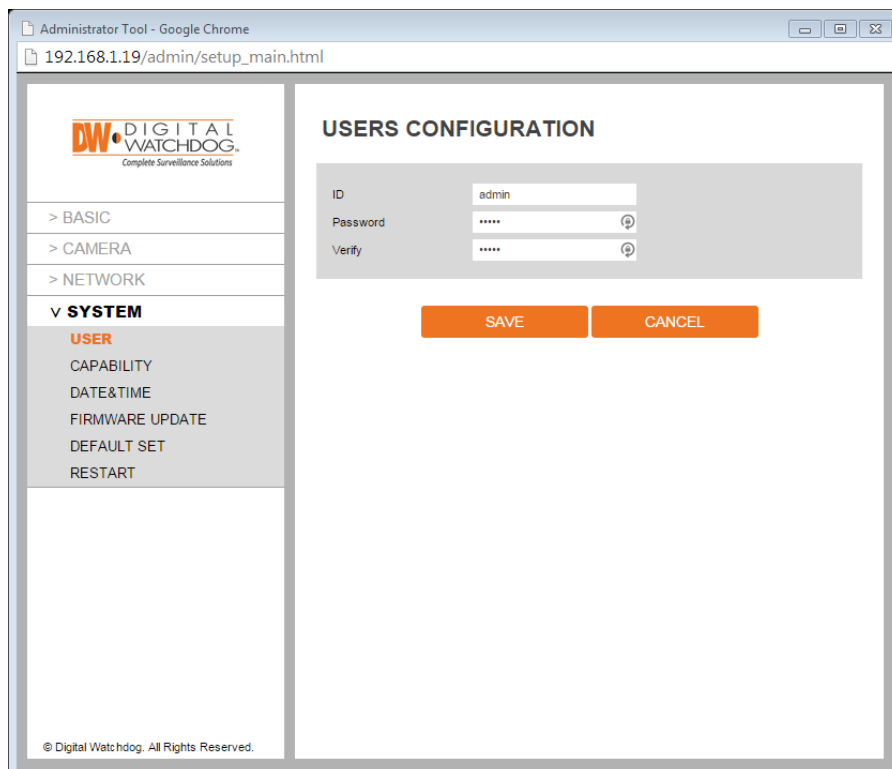 Administrator Tool - Google Chrome
192.168.1.19/admin/setup_main.html
DW DIGITAL
WATCHDOG™
Complete Surveillance Solutions
> BASIC
> CAMERA
> NETWORK
v SYSTEM
USER
CAPABILITY
DATE&TIME
FIRMWARE UPDATE
DEFAULT SET
RESTART
© Digital Watchdog. All Rights Reserved.
USERS CONFIGURATION
ID admin
Password •••••
Verify •••••
SAVE CANCEL